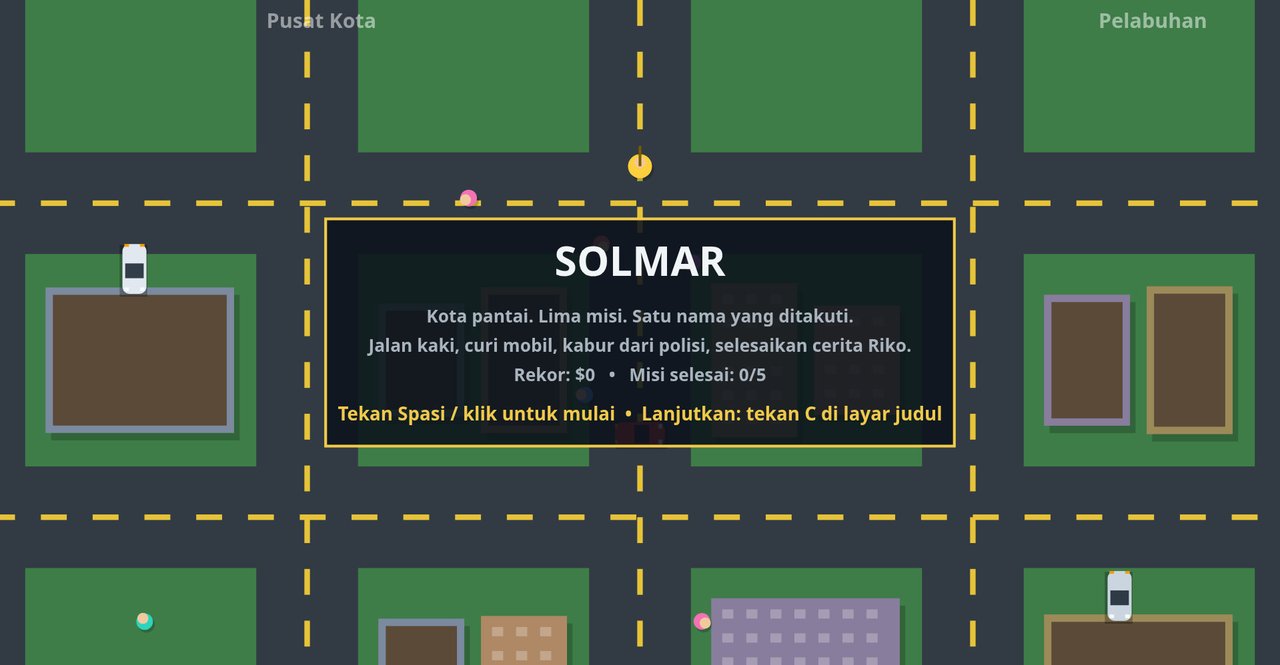 Pusat Kota
Pelabuhan
SOLMAR
Kota pantai. Lima misi. Satu nama yang ditakuti.
Jalan kaki, curi mobil, kabur dari polisi, selesaikan cerita Riko.
Rekor: $0 • Misi selesai: 0/5
Tekan Spasi / klik untuk mulai • Lanjutkan: tekan C di layar judul